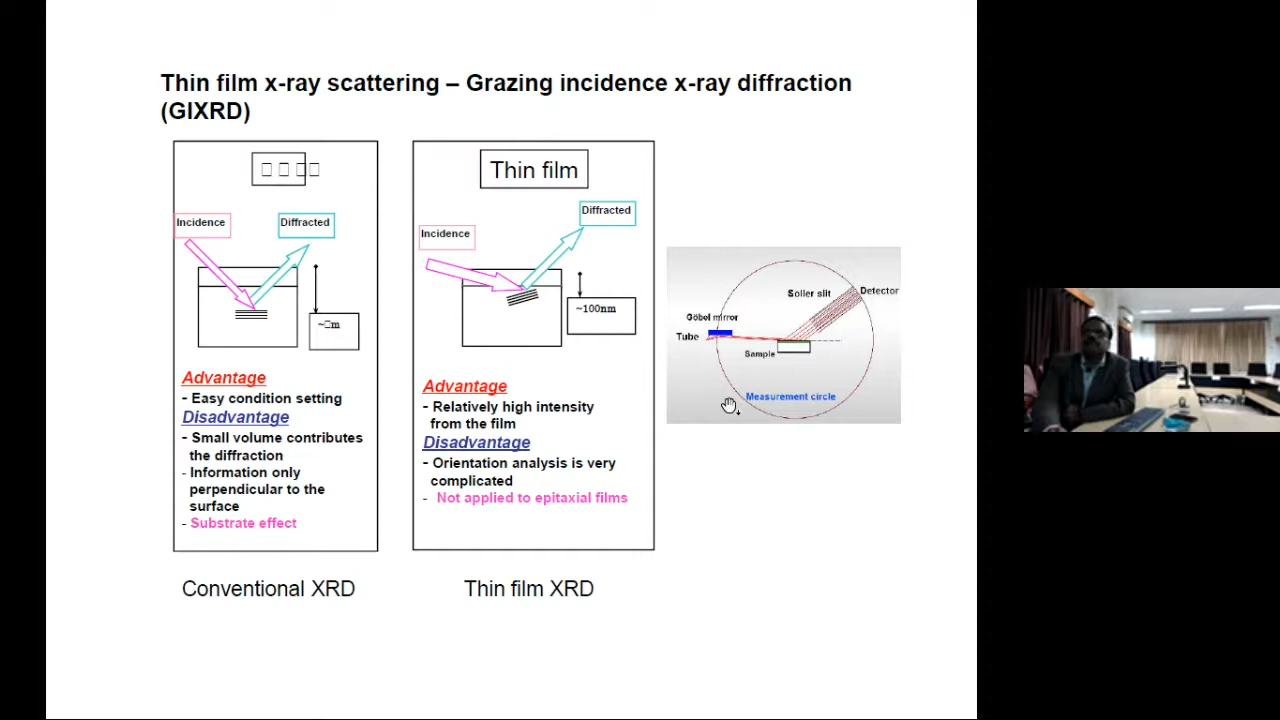 Thin film x-ray scattering – Grazing incidence x-ray diffraction
(GIXRD)
Incidence
Diffracted
Advantage
- Easy condition setting
Disadvantage
- Small volume contributes
the diffraction
- Information only
perpendicular to the
surface
- Substrate effect
Conventional XRD
Thin film
Incidence
Diffracted
~100nm
Advantage
- Relatively high intensity
from the film
Disadvantage
- Orientation analysis is very
complicated
- Not applied to epitaxial films
Thin film XRD
Soller slit
Detector
Göbel mirror
Tube
Sample
Measurement circle